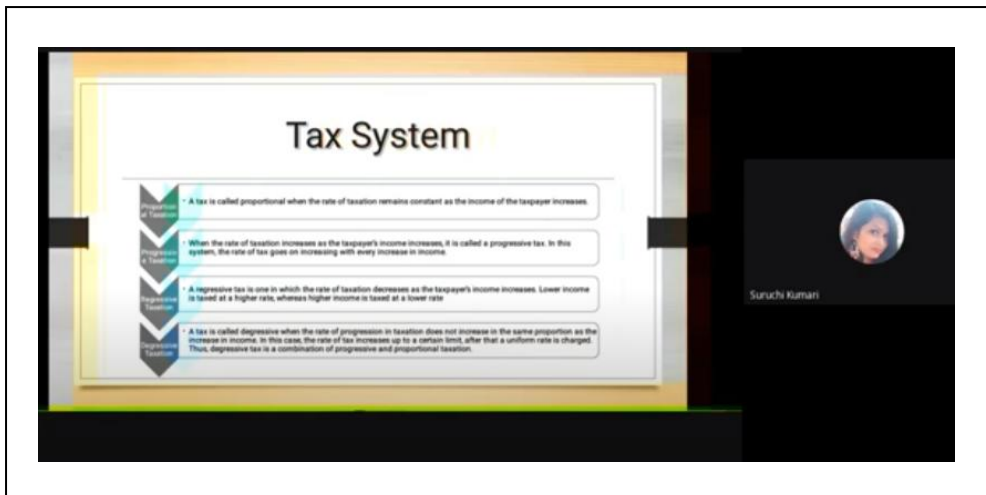 Tax System
Proportion
al Taxation
• A tax is called proportional when the rate of taxation remains constant as the income of the taxpayer increases.
Progressiv
e Taxation
• When the rate of taxation increases as the taxpayer's income increases, it is called a progressive tax. In this
system, the rate of tax goes on increasing with every increase in income.
Regressive
Taxation
• A regressive tax is one in which the rate of taxation decreases as the taxpayer's income increases. Lower income
is taxed at a higher rate, whereas higher income is taxed at a lower rate
Degressive
Taxation
• A tax is called degressive when the rate of progression in taxation does not increase in the same proportion as the
increase in income. In this case, the rate of tax increases up to a certain limit, after that a uniform rate is charged.
Thus, degressive tax is a combination of progressive and proportional taxation.
Suruchi Kumari